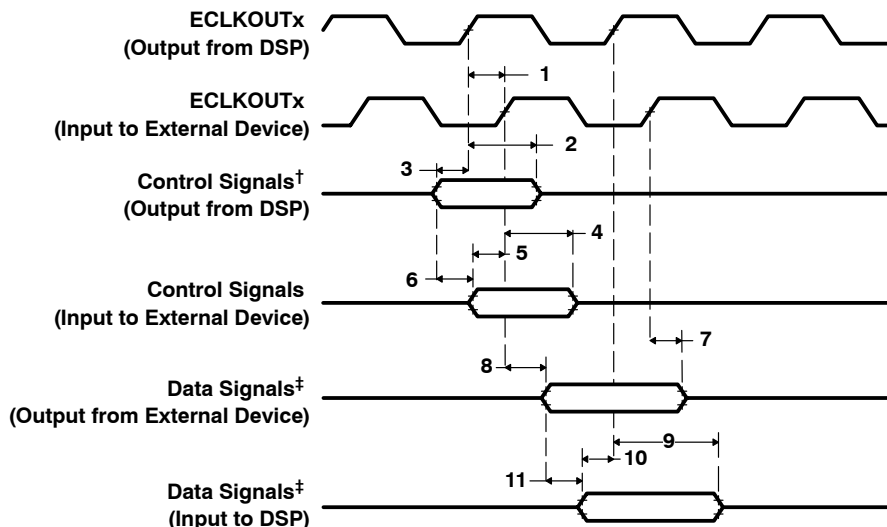 ECLKOUTx
(Output from DSP)
1
ECLKOUTx
(Input to External Device)
2
3
Control Signals†
(Output from DSP)
4
5
6
Control Signals
(Input to External Device)
7
8
Data Signals‡
(Output from External Device)
9
10
11
Data Signals‡
(Input to DSP)